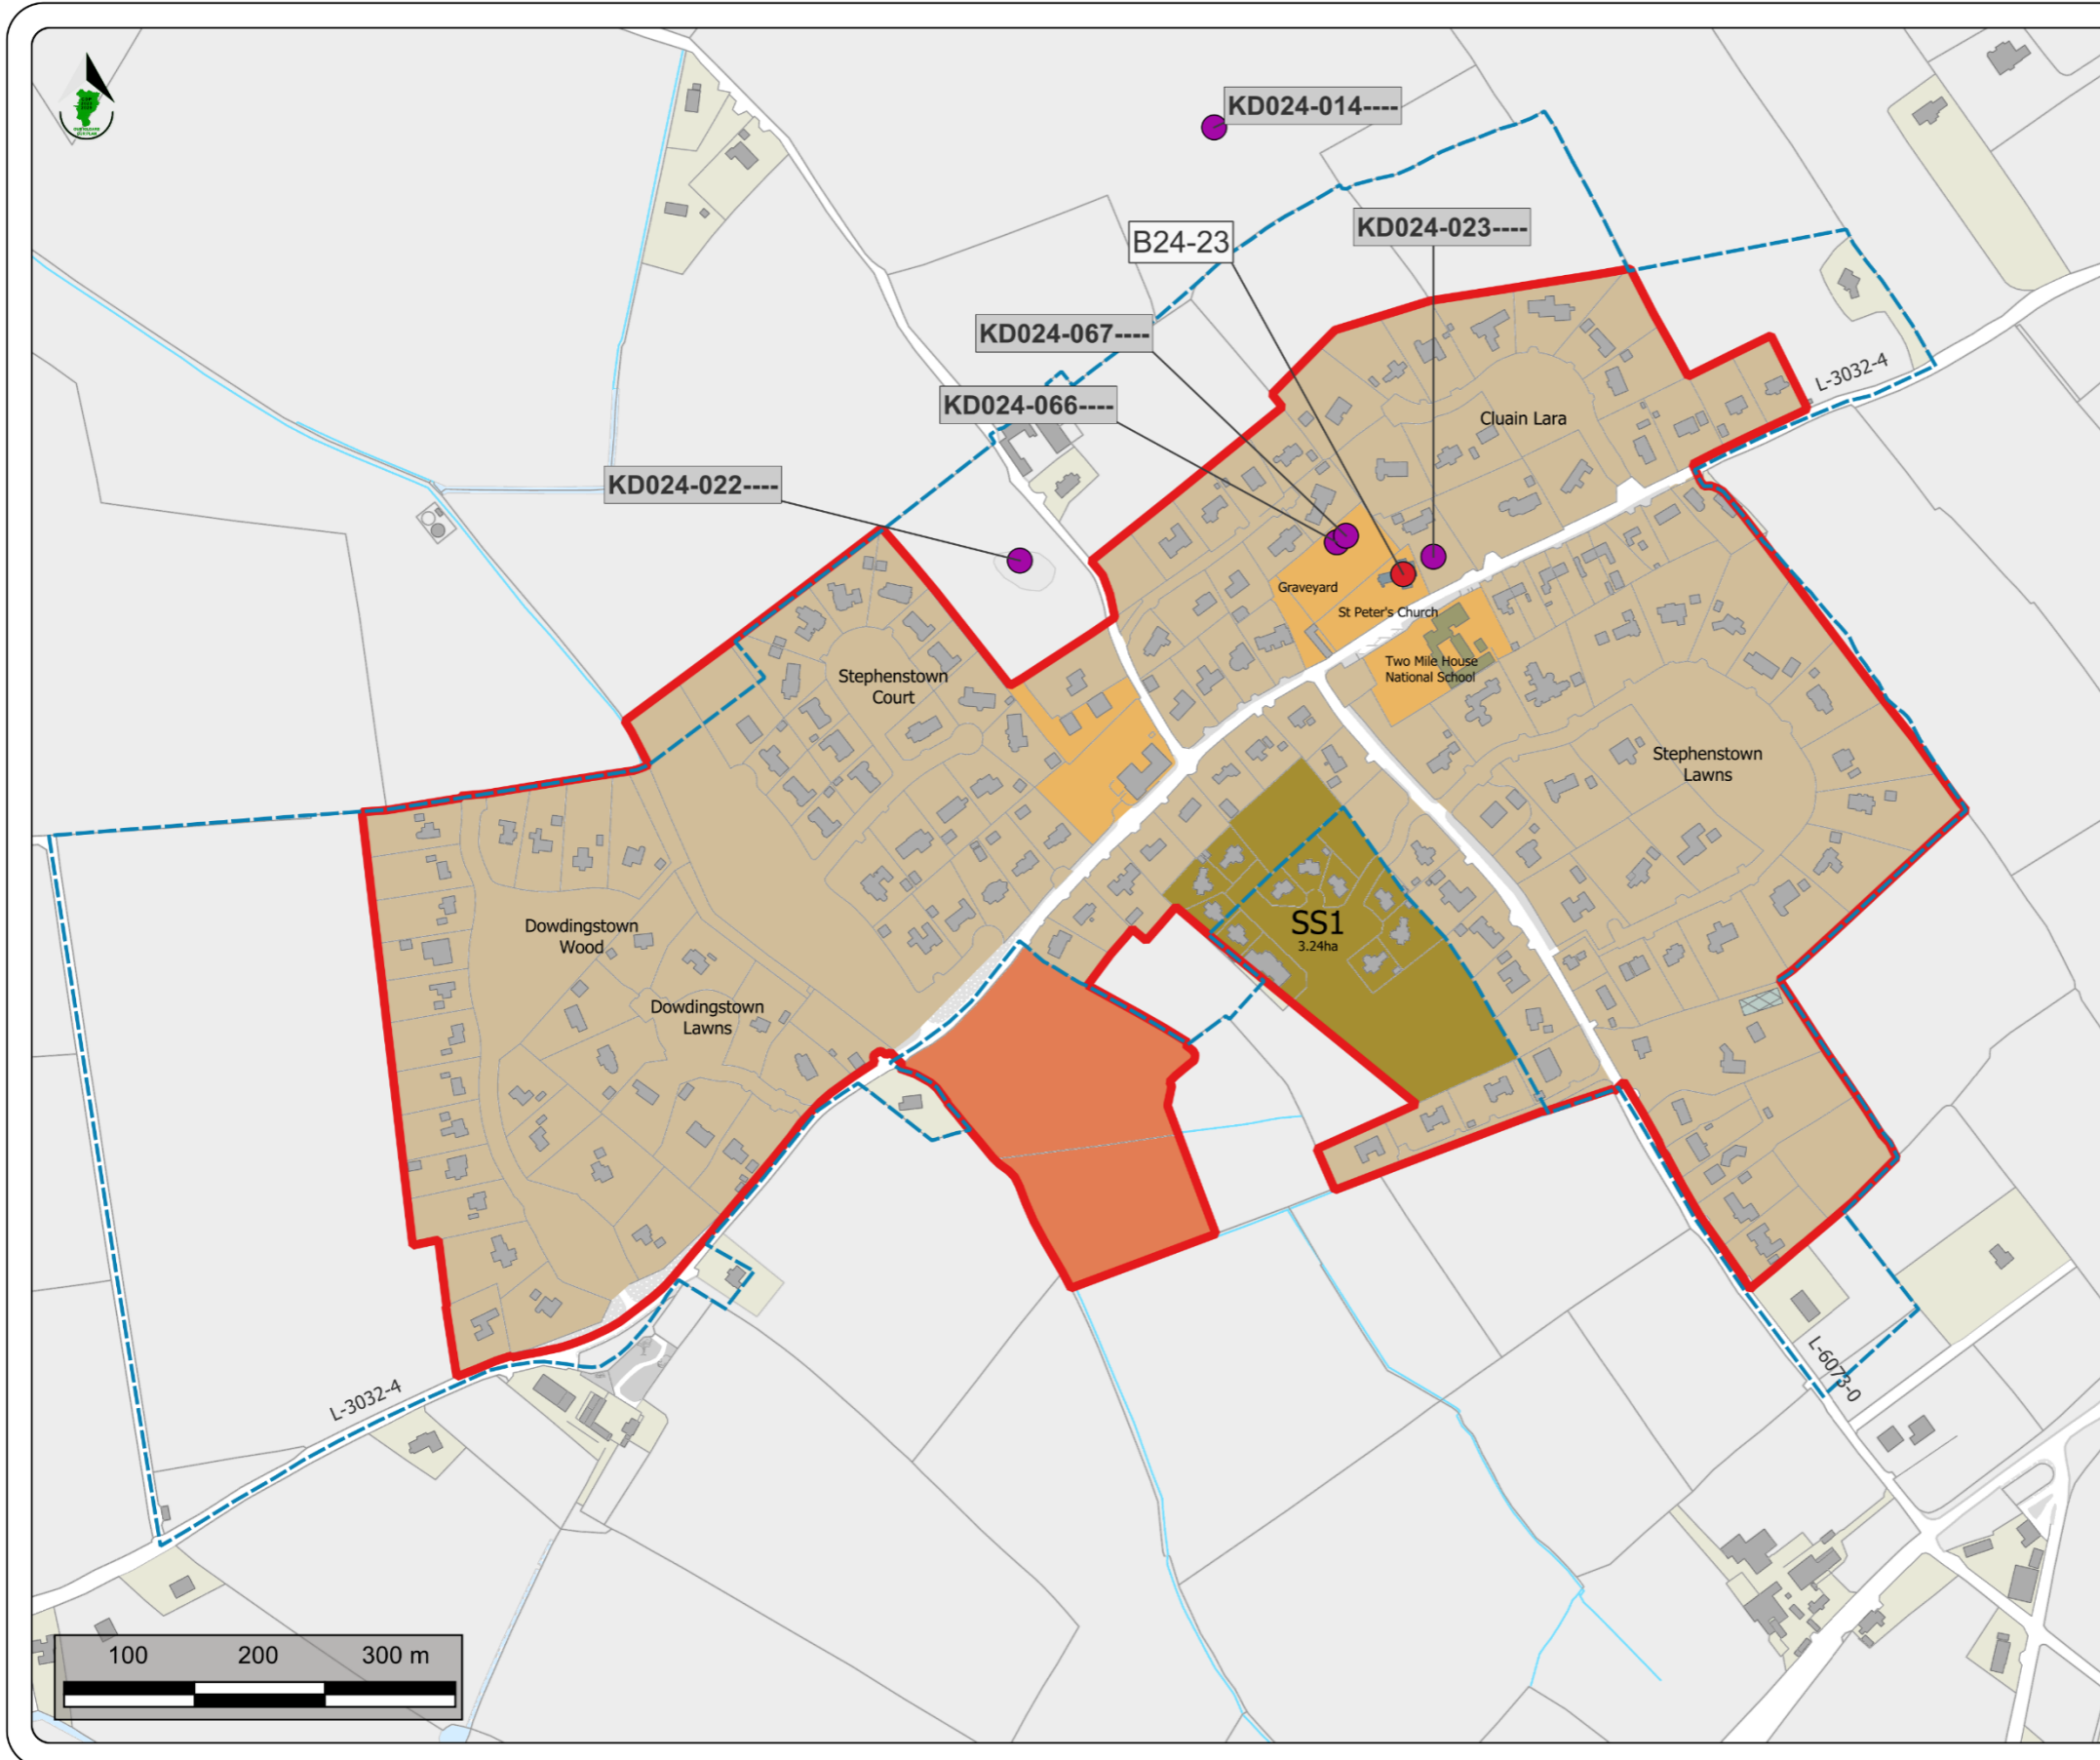 KD024-014----
KD024-023----
B24-23
KD024-067----
L-3032-4
KD024-066----
Cluain Lara
KD024-022----
Graveyard
St Peter's Church
Two Mile House
National School
Stephenstown
Court
Stephenstown
Lawns
SS1
3.24ha
Dowdingstown
Wood
Dowdingstown
Lawns
L-6073-0
L-3032-4
100 200 300 m